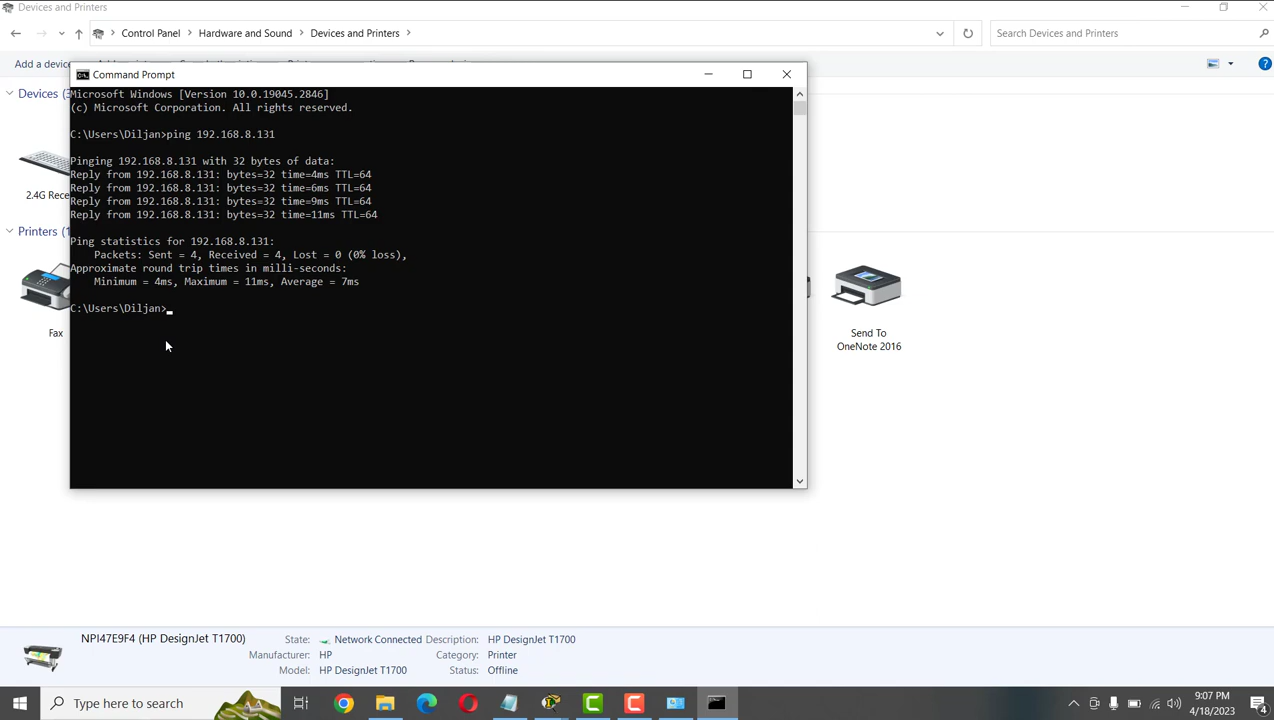 Devices and Printers
Control Panel > Hardware and Sound > Devices and Printers >
Search Devices and Printers
Add a device
Command Prompt
Microsoft Windows [Version 10.0.19045.2846]
(c) Microsoft Corporation. All rights reserved.
C:\Users\Diljan>ping 192.168.8.131
Pinging 192.168.8.131 with 32 bytes of data:
Reply from 192.168.8.131: bytes=32 time=4ms TTL=64
Reply from 192.168.8.131: bytes=32 time=6ms TTL=64
Reply from 192.168.8.131: bytes=32 time=9ms TTL=64
Reply from 192.168.8.131: bytes=32 time=11ms TTL=64
Ping statistics for 192.168.8.131:
Packets: Sent = 4, Received = 4, Lost = 0 (0% loss),
Approximate round trip times in milli-seconds:
Minimum = 4ms, Maximum = 11ms, Average = 7ms
C:\Users\Diljan>
Devices (
2.4G Rece
Printers (1
Fax
Send To
OneNote 2016
NPI47E9F4 (HP DesignJet T1700)
State: Network Connected Description: HP DesignJet T1700
Manufacturer: HP Category: Printer
Model: HP DesignJet T1700 Status: Offline
Type here to search
9:07 PM
4/18/2023
4